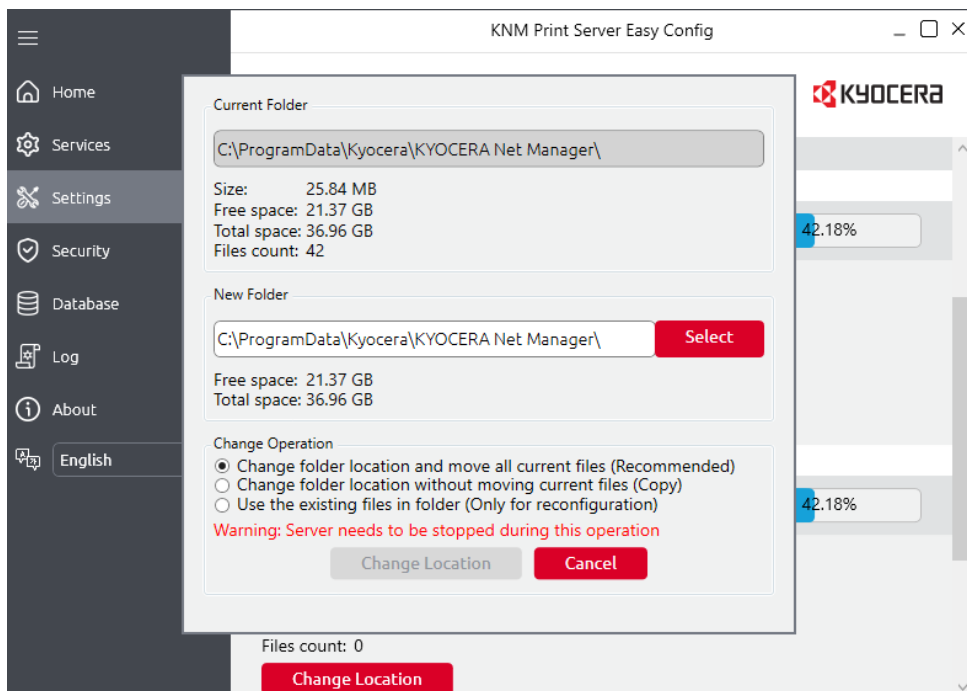 KNM Print Server Easy Config
Home
Services
Settings
Security
Database
Log
About
English
KYOCERA
Current Folder
C:\ProgramData\Kyocera\KYOCERA Net Manager\
Size: 25.84 MB
Free space: 21.37 GB
Total space: 36.96 GB
Files count: 42
New Folder
C:\ProgramData\Kyocera\KYOCERA Net Manager\
Select
Free space: 21.37 GB
Total space: 36.96 GB
Change Operation
Change folder location and move all current files (Recommended)
Change folder location without moving current files (Copy)
Use the existing files in folder (Only for reconfiguration)
Warning: Server needs to be stopped during this operation
Change Location
Cancel
42.18%
42.18%
Files count: 0
Change Location